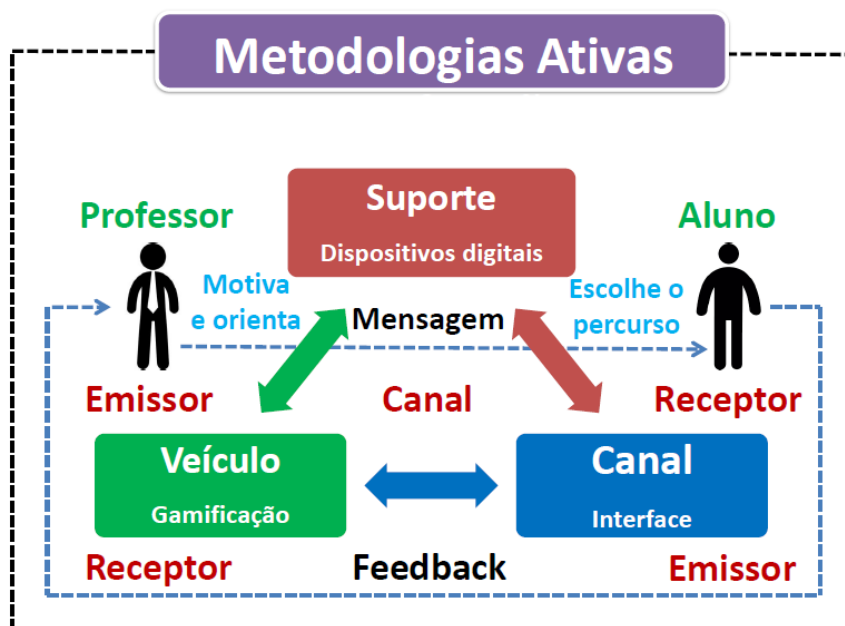 Metodologias Ativas
Suporte
Dispositivos digitais
Professor
Aluno
Motiva
e orienta
Mensagem
Escolhe o
percurso
Emissor
Canal
Receptor
Veículo
Gamificação
Canal
Interface
Receptor
Feedback
Emissor